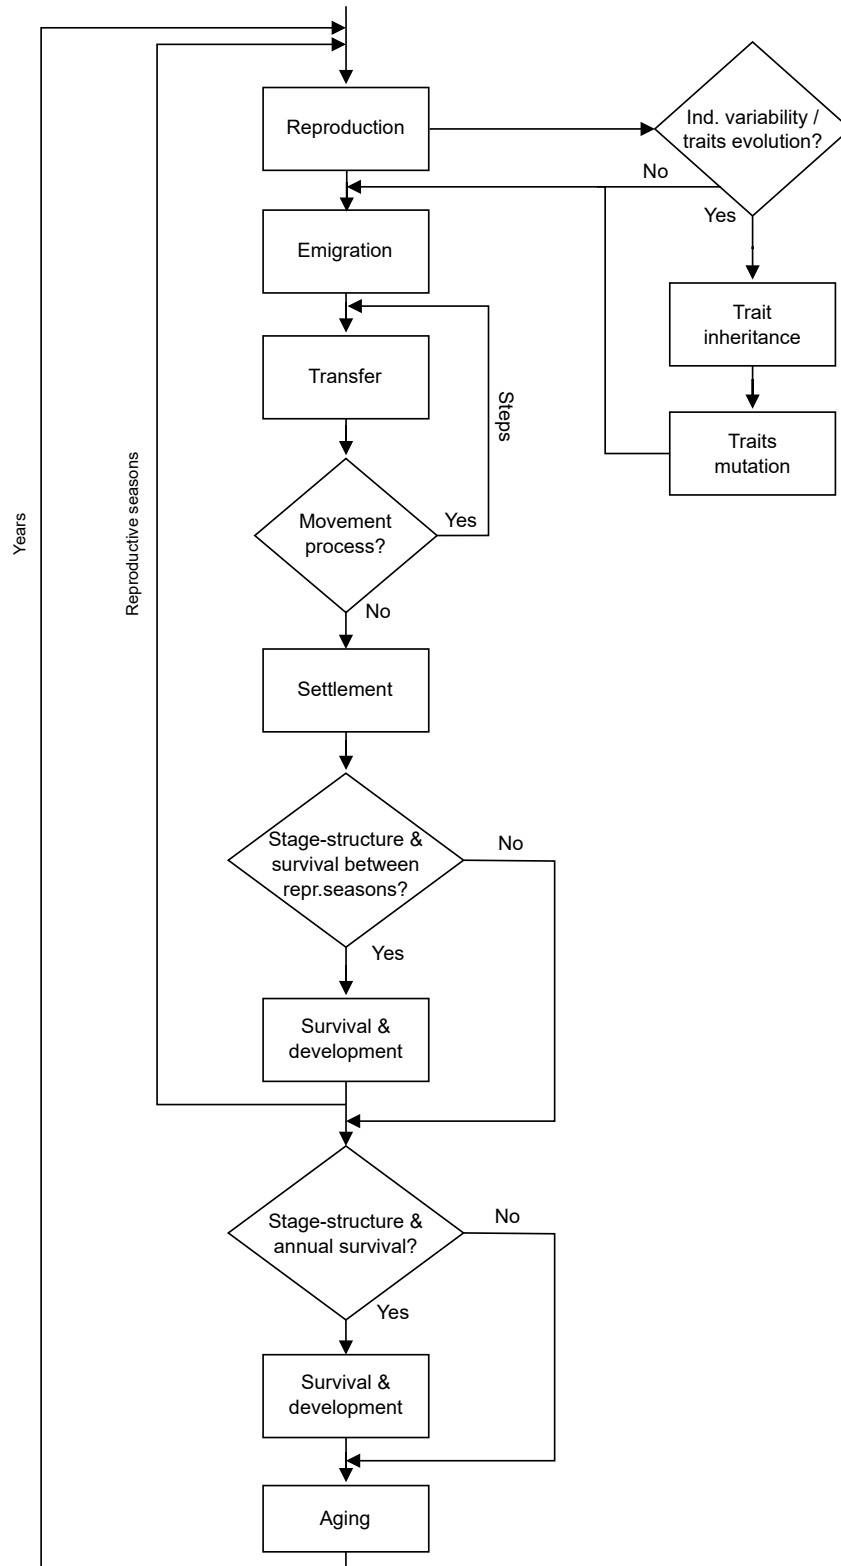 Reproduction
Ind. variability /
traits evolution?
No
Yes
Emigration
Trait
inheritance
Transfer
Steps
Traits
mutation
Movement
process?
Yes
No
Years
Reproductive seasons
Settlement
Stage-structure &
survival between
repr.seasons?
No
Yes
Survival &
development
Stage-structure &
annual survival?
No
Yes
Survival &
development
Aging